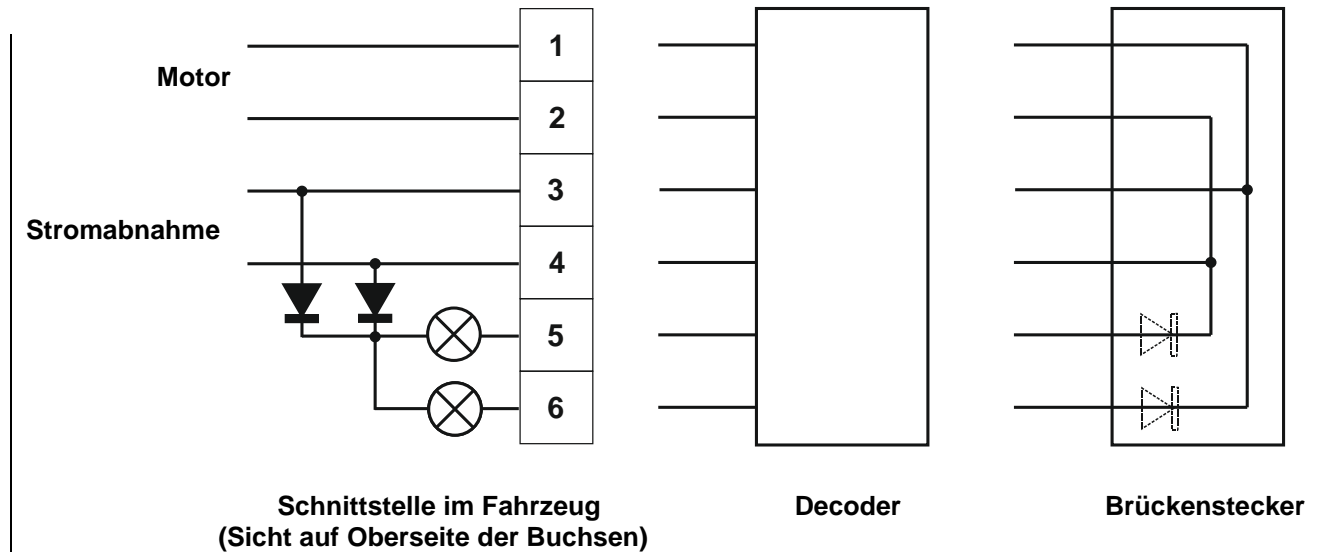 Motor
Stromabnahme
1
2
3
4
5
6
Schnittstelle im Fahrzeug
(Sicht auf Oberseite der Buchsen)
Decoder
Brückenstecker